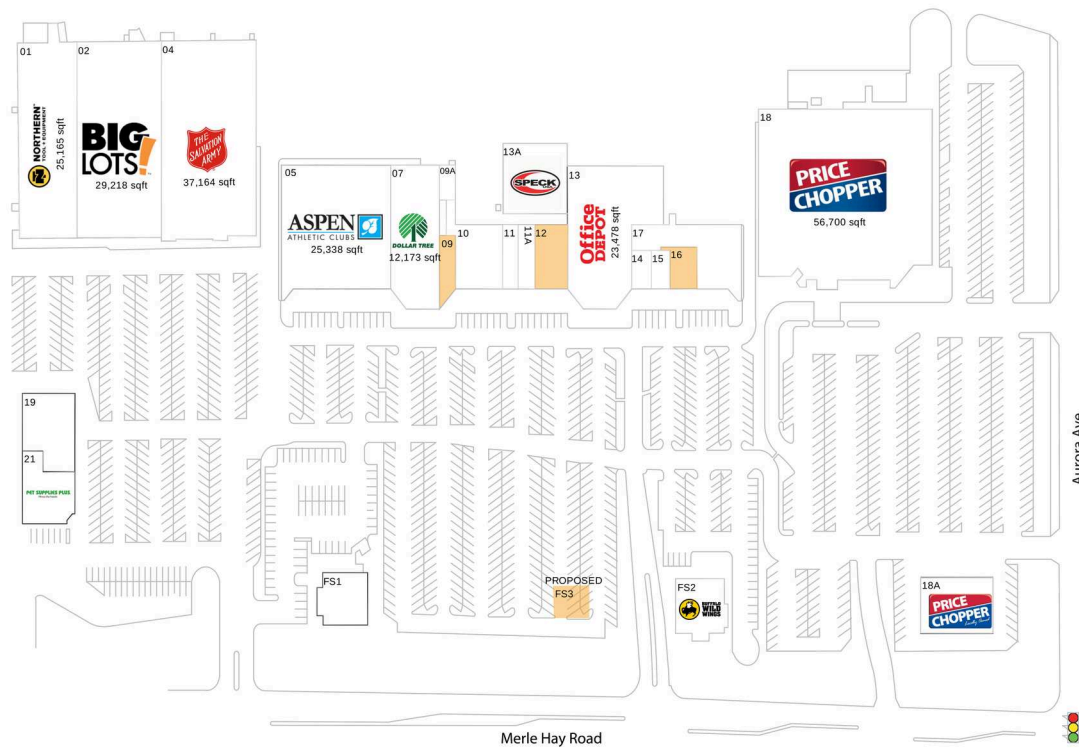 01
NORTHERN
TOOL + EQUIPMENT
25,165 sqft
02
BIG
LOTS!
29,218 sqft
04
THE
SALVATION
ARMY
37,164 sqft
05
ASPEN
ATHLETIC CLUBS
25,338 sqft
07
DOLLAR TREE
12,173 sqft
09A
09
10
11
11A
12
13A
SPECK
13
Office
DEPOT
23,478 sqft
17
14
15
16
18
PRICE
CHOPPER
56,700 sqft
19
21
PET SUPPLIES PLUS
FS1
PROPOSED
FS3
FS2
BUFFALO
WILD
WINGS
18A
PRICE
CHOPPER
Aurora Ave
Merle Hay Road